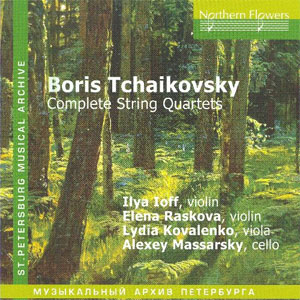 Northern Flowers
Boris Tchaikovsky
Complete String Quartets
Ilya Ioff, violin
Elena Raskova, violin
Lydia Kovalenko, viola
Alexey Massarsky, cello
ST.PETERSBURG MUSICAL ARCHIVE
МУЗЫКАЛЬНЫЙ АРХИВ ПЕТЕРБУРГА